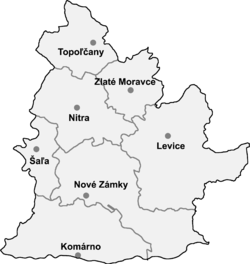 Topoľčany
Zlaté Moravce
Nitra
Levice
Šaľa
Nové Zámky
Komárno